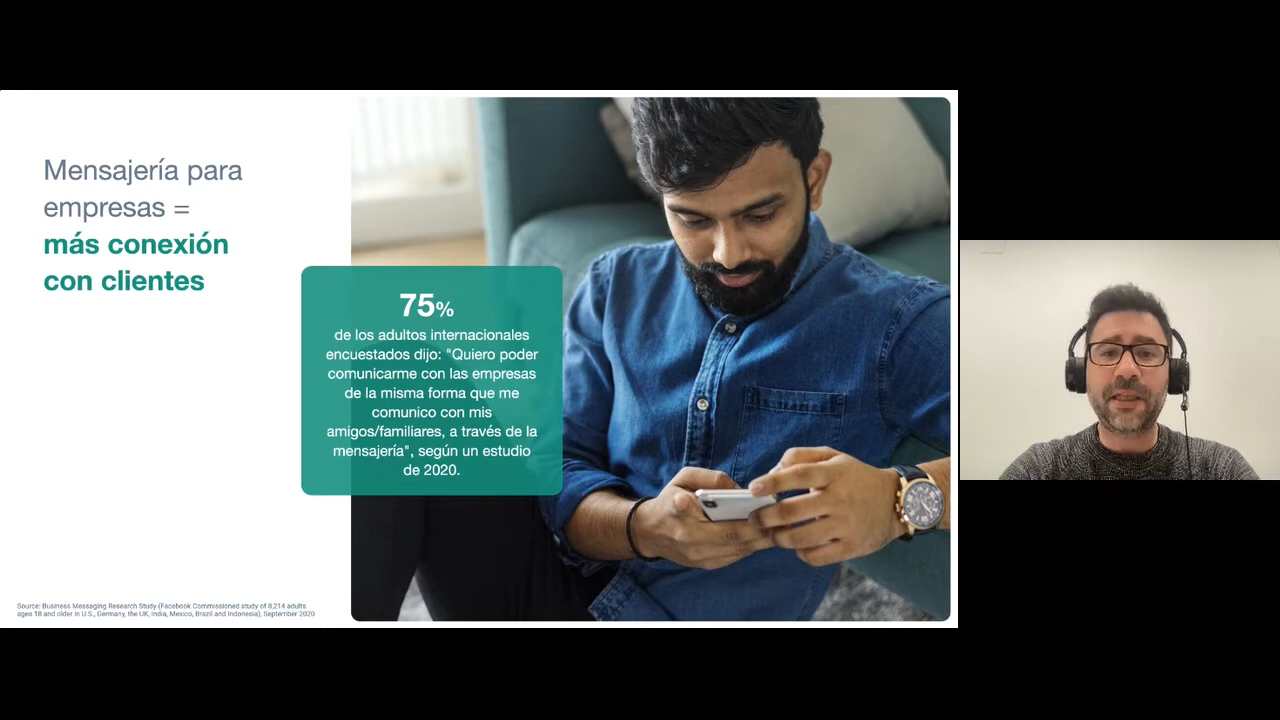 Mensajería para
empresas =
más conexión
con clientes
75%
de los adultos internacionales
encuestados dijo: "Quiero poder
comunicarme con las empresas
de la misma forma que me
comunico con mis
amigos/familiares, a través de la
mensajería", según un estudio
de 2020.
Source: Business Messaging Research Study (Facebook Commissioned study of 8,214 adults
ages 18 and older in U.S., Germany, the UK, India, Mexico, Brazil and Indonesia), September 2020